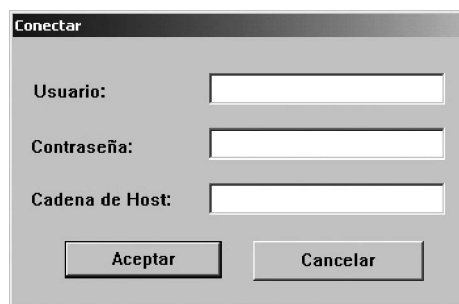 Conectar
Usuario:
Contraseña:
Cadena de Host:
Aceptar Cancelar